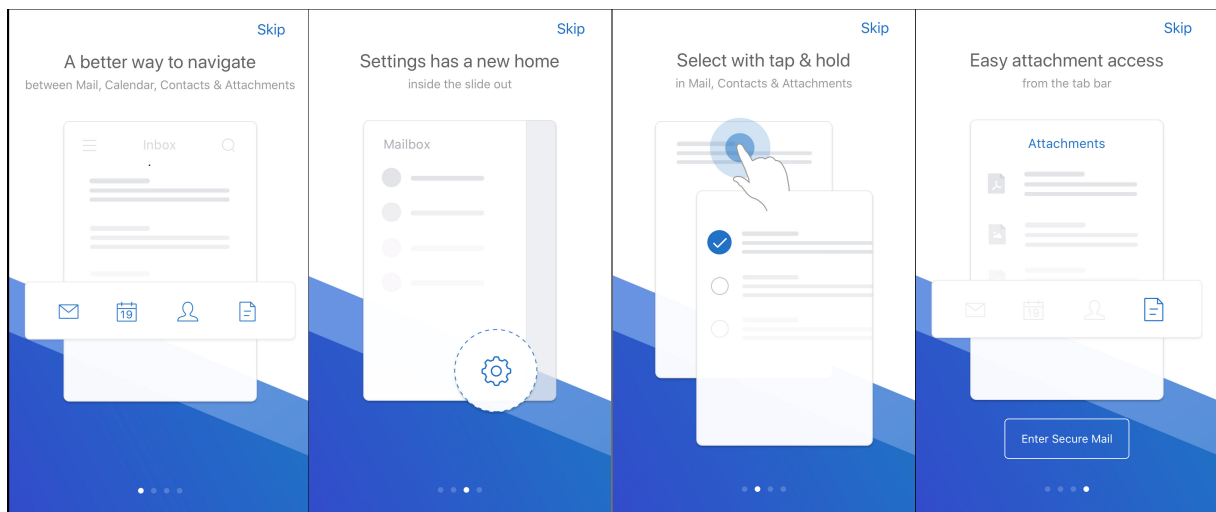 Skip
A better way to navigate
between Mail, Calendar, Contacts & Attachments
Inbox
19
Skip
Settings has a new home
inside the slide out
Mailbox
Skip
Select with tap & hold
in Mail, Contacts & Attachments
Skip
Easy attachment access
from the tab bar
Attachments
19
Enter Secure Mail